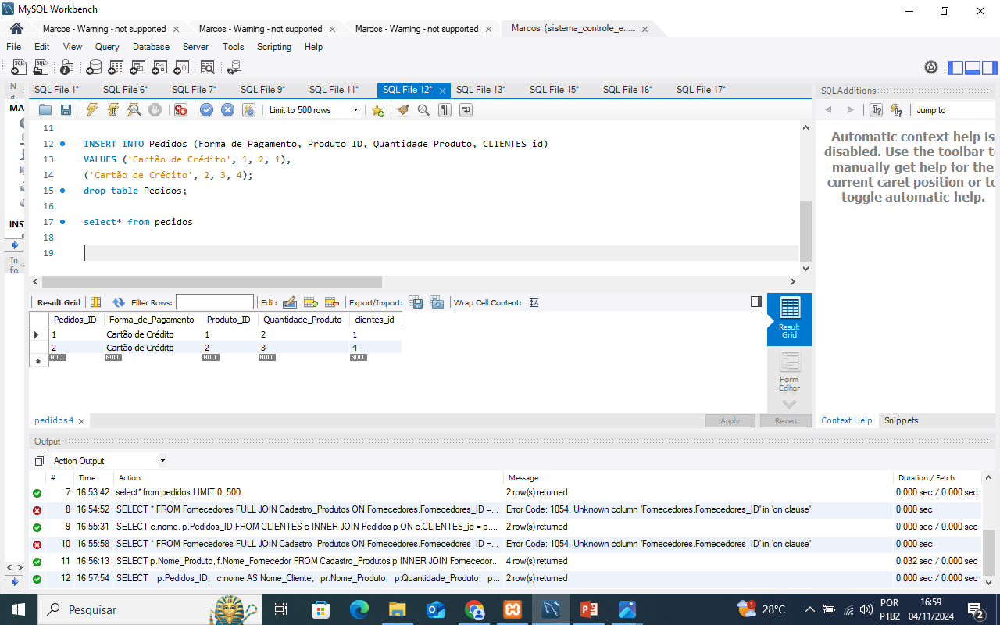 MySQL Workbench
Marcos - Warning - not supported
Marcos - Warning - not supported
Marcos - Warning - not supported
Marcos (sistema_controle_e...
File Edit View Query Database Server Tools Scripting Help
N
a
MA
INS
In
fo
SQL File 1* SQL File 6* SQL File 7* SQL File 9* SQL File 11* SQL File 12* SQL File 13* SQL File 15* SQL File 16* SQL File 17*
Limit to 500 rows
11
12 INSERT INTO Pedidos (Forma_de_Pagamento, Produto_ID, Quantidade_Produto, CLIENTES_id)
13 VALUES ('Cartão de Crédito', 1, 2, 1),
14 ('Cartão de Crédito', 2, 3, 4);
15 drop table Pedidos;
16
17 select* from pedidos
18
19
SQLAdditions
Jump to
Automatic context help is
disabled. Use the toolbar to
manually get help for the
current caret position or to
toggle automatic help.
Result Grid Filter Rows: Edit: Export/Import: Wrap Cell Content:
Pedidos_ID Forma_de_Pagamento Produto_ID Quantidade_Produto clientes_id
1 Cartão de Crédito 1 2 1
2 Cartão de Crédito 2 3 4
NULL NULL NULL NULL NULL
Result
Grid
Form
Editor
pedidos 4
Apply Revert
Context Help Snippets
Output
Action Output
# Time Action Message Duration / Fetch
7 16:53:42 select* from pedidos LIMIT 0, 500 2 row(s) returned 0.000 sec / 0.000 sec
8 16:54:52 SELECT * FROM Fornecedores FULL JOIN Cadastro_Produtos ON Fornecedores.Fornecedores_ID =... Error Code: 1054. Unknown column 'Fornecedores.Fornecedores_ID' in 'on clause' 0.000 sec
9 16:55:31 SELECT c.nome, p.Pedidos_ID FROM CLIENTES c INNER JOIN Pedidos p ON c.CLIENTES_id = p.... 2 row(s) returned 0.000 sec / 0.000 sec
10 16:55:58 SELECT * FROM Fornecedores FULL JOIN Cadastro_Produtos ON Fornecedores.Fornecedores_ID =... Error Code: 1054. Unknown column 'Fornecedores.Fornecedores_ID' in 'on clause' 0.000 sec
11 16:56:13 SELECT p.Nome_Produto, f.Nome_Fornecedor FROM Cadastro_Produtos p INNER JOIN Fornecedor... 4 row(s) returned 0.032 sec / 0.000 sec
12 16:57:54 SELECT p.Pedidos_ID, c.nome AS Nome_Cliente, pr.Nome_Produto, p.Quantidade_Produto, p... 2 row(s) returned 0.000 sec / 0.000 sec
Pesquisar
1
28°C
POR
PTB2
16:59
04/11/2024
2